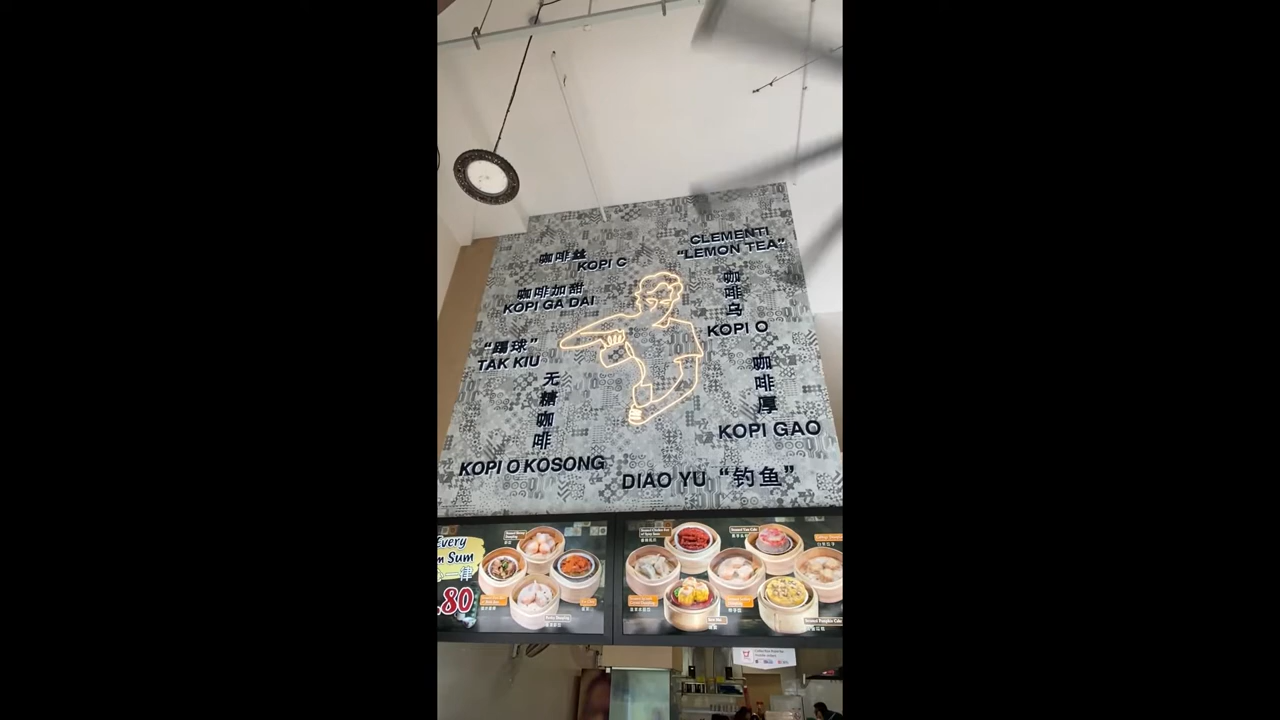 咖啡丝
KOPI C
CLEMENTI
"LEMON TEA"
咖啡加甜
KOPI GA DAI
咖啡乌
KOPI O
"踢球"
TAK KIU
咖啡厚
KOPI GAO
无糖咖啡
KOPI O KOSONG
DIAO YU “钓鱼”
Every
m Sum
一律
.80